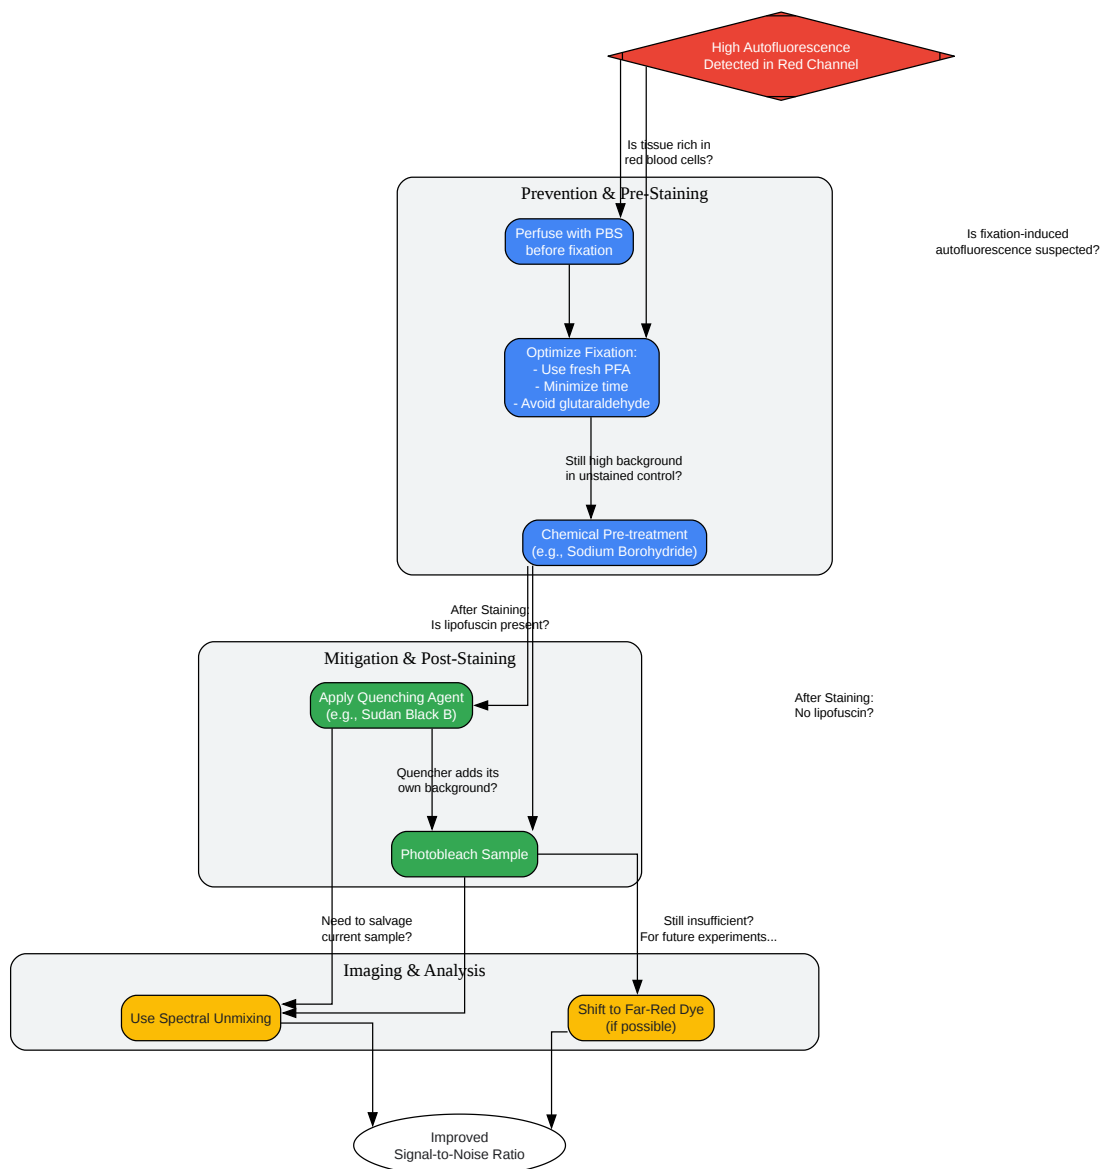 High Autofluorescence
Detected in Red Channel
Is tissue rich in
red blood cells?
Prevention & Pre-Staining
Perfuse with PBS
before fixation
Is fixation-induced
autofluorescence suspected?
Optimize Fixation:
- Use fresh PFA
- Minimize time
- Avoid glutaraldehyde
Still high background
in unstained control?
Chemical Pre-treatment
(e.g., Sodium Borohydride)
After Staining:
Is lipofuscin present?
Mitigation & Post-Staining
Apply Quenching Agent
(e.g., Sudan Black B)
After Staining:
No lipofuscin?
Quencher adds its
own background?
Photobleach Sample
Need to salvage
current sample?
Still insufficient?
For future experiments...
Imaging & Analysis
Use Spectral Unmixing
Shift to Far-Red Dye
(if possible)
Improved
Signal-to-Noise Ratio